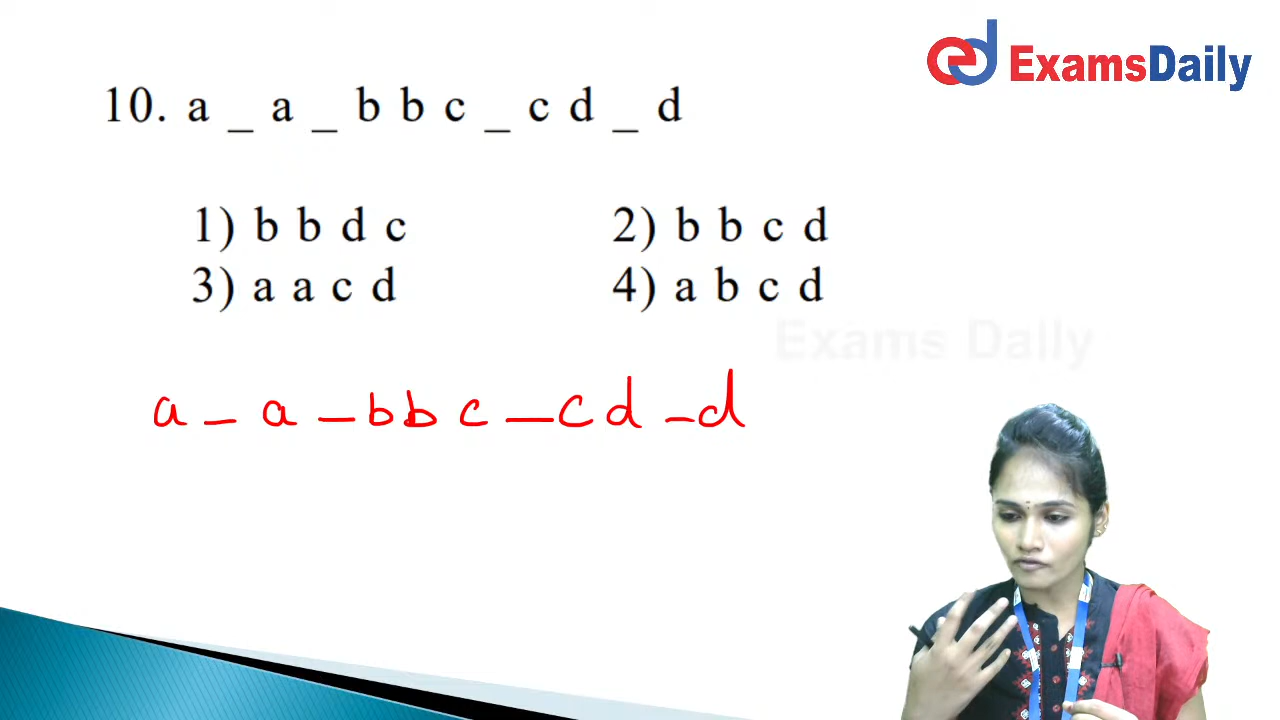 ExamsDaily
10. a _ a _ b b c _ c d _ d
1) b b d c 2) b b c d
3) a a c d 4) a b c d
Exams Daily
a _ a _ b b c _ c d _ d